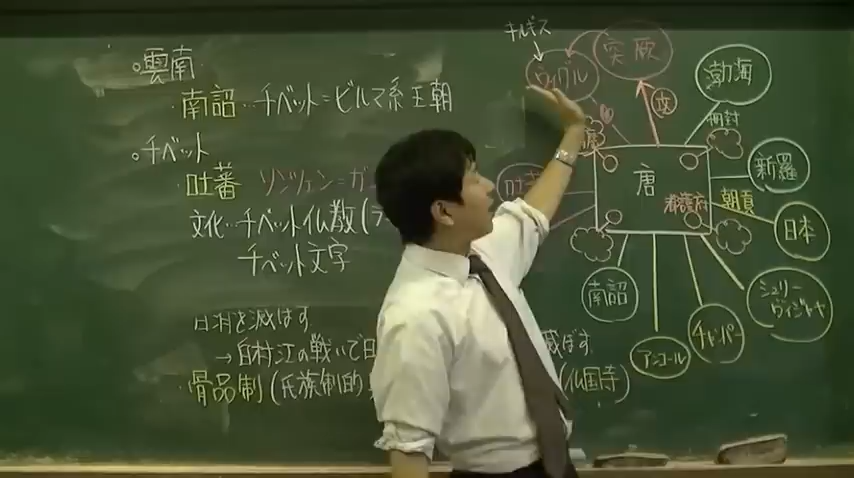 ○雲南
・南詔…チベット=ビルマ系王朝
○チベット
・吐蕃 ソンツェン=ガ
文化…チベット仏教(ラ
チベット文字
を滅ぼす
→白村江の戦いで日
滅ぼす
・骨品制(氏族制的
(仏国寺)
キルギス
ウイグル
突厥
渤海
冊封
新羅
唐
都護府
朝貢
日本
吐蕃
南詔
アンコール
チャンパー
シュリーヴィジャヤ